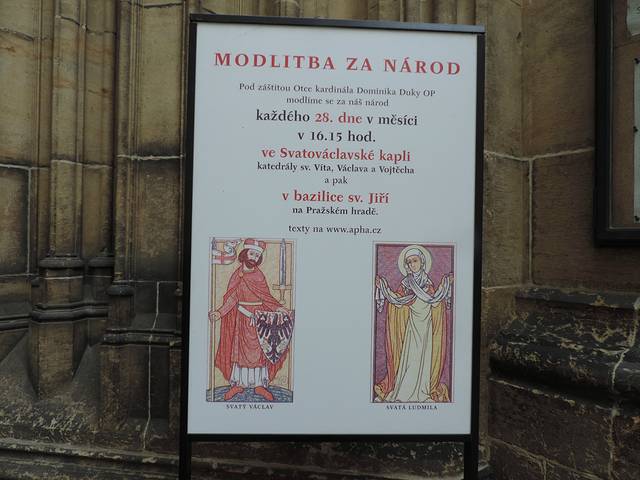 MODLITBA ZA NÁROD
Pod záštitou Otce kardinála Dominika Duky OP
modlíme se za náš národ
každého 28. dne v měsíci
v 16.15 hod.
ve Svatováclavské kapli
katedrály sv. Víta, Václava a Vojtěcha
a pak
v bazilice sv. Jiří
na Pražském hradě.
texty na www.apha.cz
SVATÝ VÁCLAV
SVATÁ LUDMILA